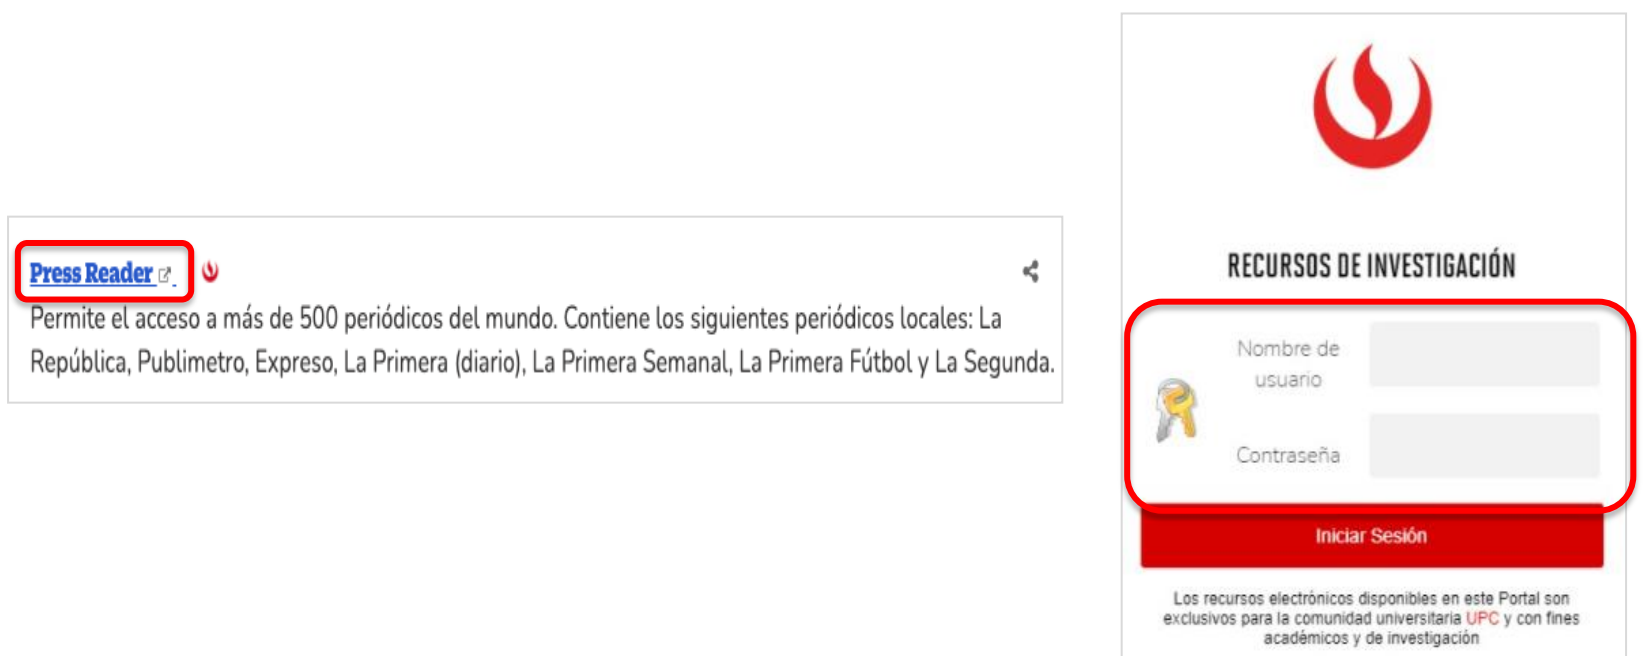 Press Reader
Permite el acceso a más de 500 periódicos del mundo. Contiene los siguientes periódicos locales: La
República, Publimetro, Expreso, La Primera (diario), La Primera Semanal, La Primera Fútbol y La Segunda.
RECURSOS DE INVESTIGACIÓN
Nombre de
usuario
Contraseña
Iniciar Sesión
Los recursos electrónicos disponibles en este Portal son
exclusivos para la comunidad universitaria UPC y con fines
académicos y de investigación